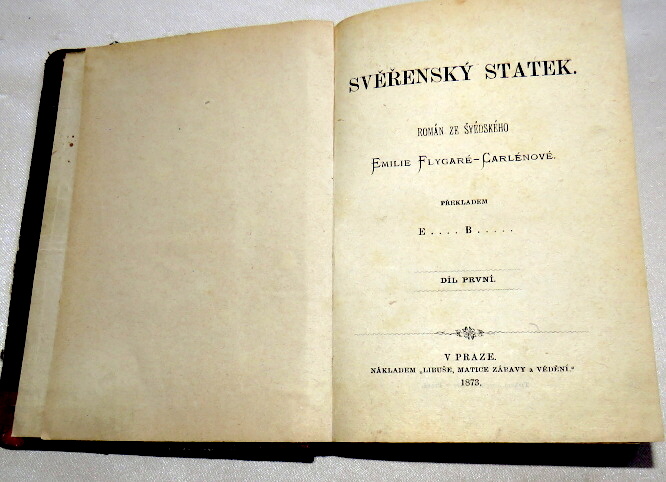 SVĚŘENSKÝ STATEK.
ROMÁN ZE ŠVÉDSKÉHO
EMILIE FLYGARÉ-CARLÉNOVÉ.
PŘEKLADEM
E.... B.....
DÍL PRVNÍ.
V PRAZE.
NÁKLADEM „LIBUŠE, MATICE ZÁBAVY a VĚDĚNÍ.“
1873.